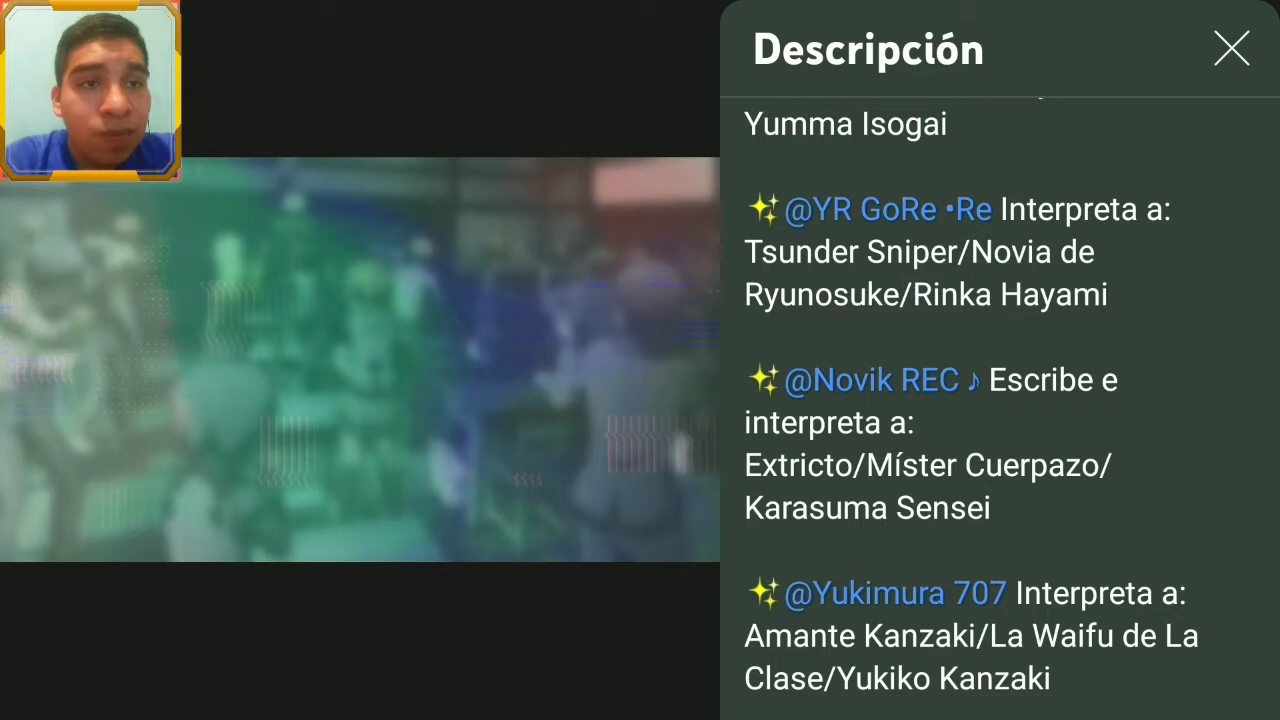 Descripción
Yumma Isogai
✨@YR GoRe •Re Interpreta a:
Tsunder Sniper/Novia de
Ryunosuke/Rinka Hayami
✨@Novik REC ♪ Escribe e
interpreta a:
Extricto/Míster Cuerpazo/
Karasuma Sensei
✨@Yukimura 707 Interpreta a:
Amante Kanzaki/La Waifu de La
Clase/Yukiko Kanzaki